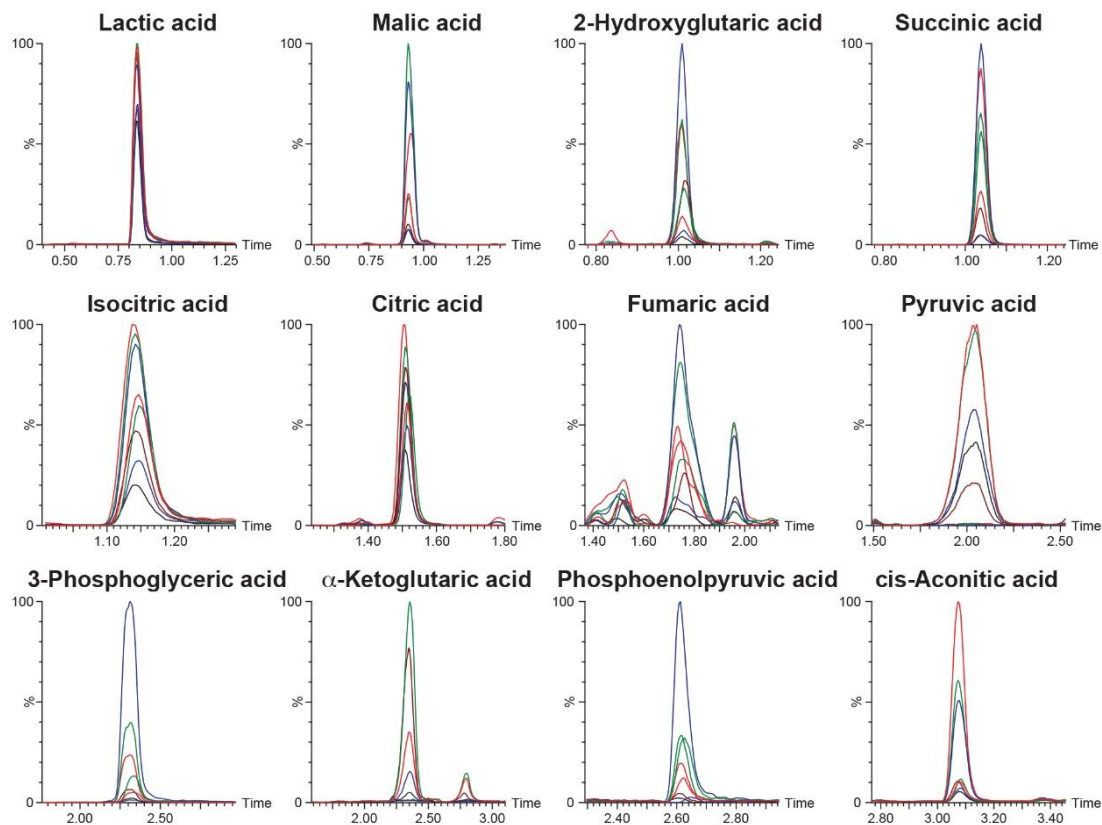 Lactic acid Malic acid 2-Hydroxyglutaric acid Succinic acid
100 100 100 100
% % % %
0 0 0 0
Time Time Time Time
0.50 0.75 1.00 1.25 0.50 0.75 1.00 1.25 0.80 1.00 1.20 0.80 1.00 1.20
Isocitric acid Citric acid Fumaric acid Pyruvic acid
100 100 100 100
% % % %
0 0 0 0
Time Time Time Time
1.10 1.20 1.40 1.60 1.80 1.40 1.60 1.80 2.00 1.50 2.00 2.50
3-Phosphoglyceric acid α-Ketoglutaric acid Phosphoenolpyruvic acid cis-Aconitic acid
100 100 100 100
% % % %
0 0 0 0
Time Time Time Time
2.00 2.50 2.00 2.50 3.00 2.40 2.60 2.80 2.80 3.00 3.20 3.40